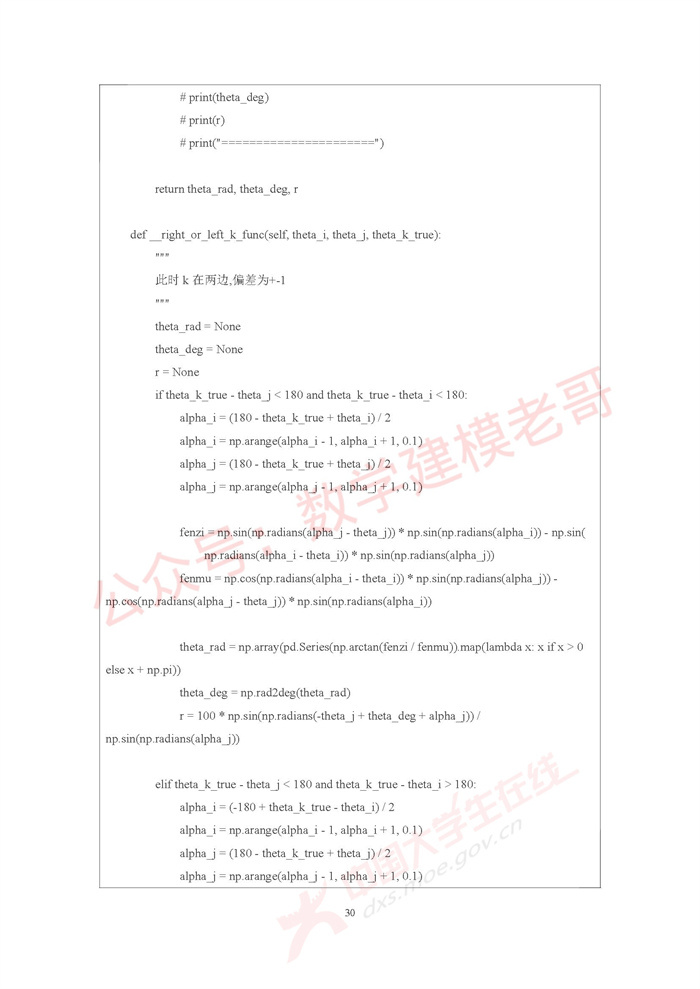 # print(theta_deg)
# print(r)
# print("======================")
return theta_rad, theta_deg, r
def __right_or_left_k_func(self, theta_i, theta_j, theta_k_true):
"""
此时 k 在两边,偏差为+-1
"""
theta_rad = None
theta_deg = None
r = None
if theta_k_true - theta_j < 180 and theta_k_true - theta_i < 180:
alpha_i = (180 - theta_k_true + theta_i) / 2
alpha_i = np.arange(alpha_i - 1, alpha_i + 1, 0.1)
alpha_j = (180 - theta_k_true + theta_j) / 2
alpha_j = np.arange(alpha_j - 1, alpha_j + 1, 0.1)
fenzi = np.sin(np.radians(alpha_j - theta_j)) * np.sin(np.radians(alpha_i)) - np.sin(
np.radians(alpha_i - theta_i)) * np.sin(np.radians(alpha_j))
fenmu = np.cos(np.radians(alpha_i - theta_i)) * np.sin(np.radians(alpha_j)) -
np.cos(np.radians(alpha_j - theta_j)) * np.sin(np.radians(alpha_i))
theta_rad = np.array(pd.Series(np.arctan(fenzi / fenmu)).map(lambda x: x if x > 0
else x + np.pi))
theta_deg = np.rad2deg(theta_rad)
r = 100 * np.sin(np.radians(-theta_j + theta_deg + alpha_j)) /
np.sin(np.radians(alpha_j))
elif theta_k_true - theta_j < 180 and theta_k_true - theta_i > 180:
alpha_i = (-180 + theta_k_true - theta_i) / 2
alpha_i = np.arange(alpha_i - 1, alpha_i + 1, 0.1)
alpha_j = (180 - theta_k_true + theta_j) / 2
alpha_j = np.arange(alpha_j - 1, alpha_j + 1, 0.1)
30
公众号：数学建模老哥
中国大学生在线
dxs.moe.gov.cn